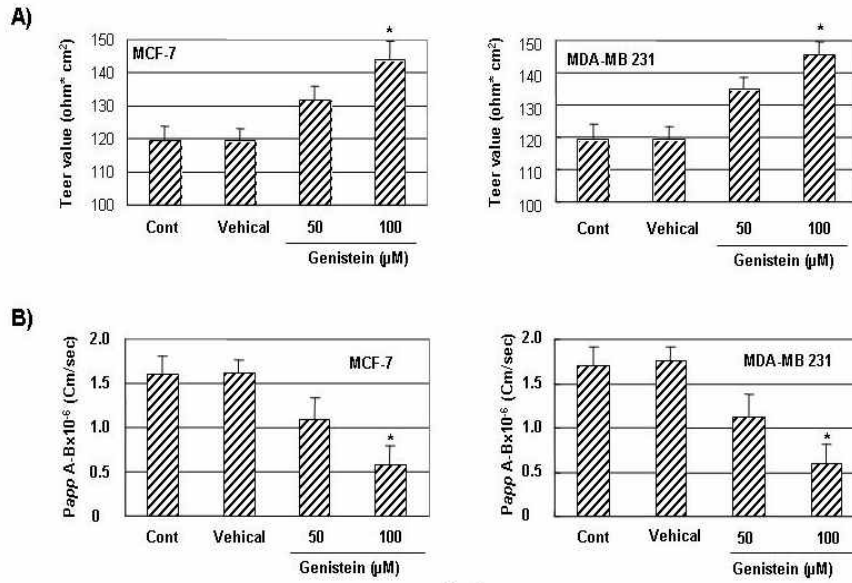 A)
Teer value (ohm* cm²)
150
140
130
120
110
100
MCF-7
*
Cont Vehical 50 100
Genistein (µM)
Teer value (ohm* cm²)
150
140
130
120
110
100
MDA-MB 231
*
Cont Vehical 50 100
Genistein (µM)
B)
Papp A-Bx10⁻⁶ (Cm/sec)
2.0
1.5
1.0
0.5
0
MCF-7
*
Cont Vehical 50 100
Genistein (µM)
Papp A-Bx10⁻⁶ (Cm/sec)
2.0
1.5
1.0
0.5
0
MDA-MB 231
*
Cont Vehical 50 100
Genistein (µM)